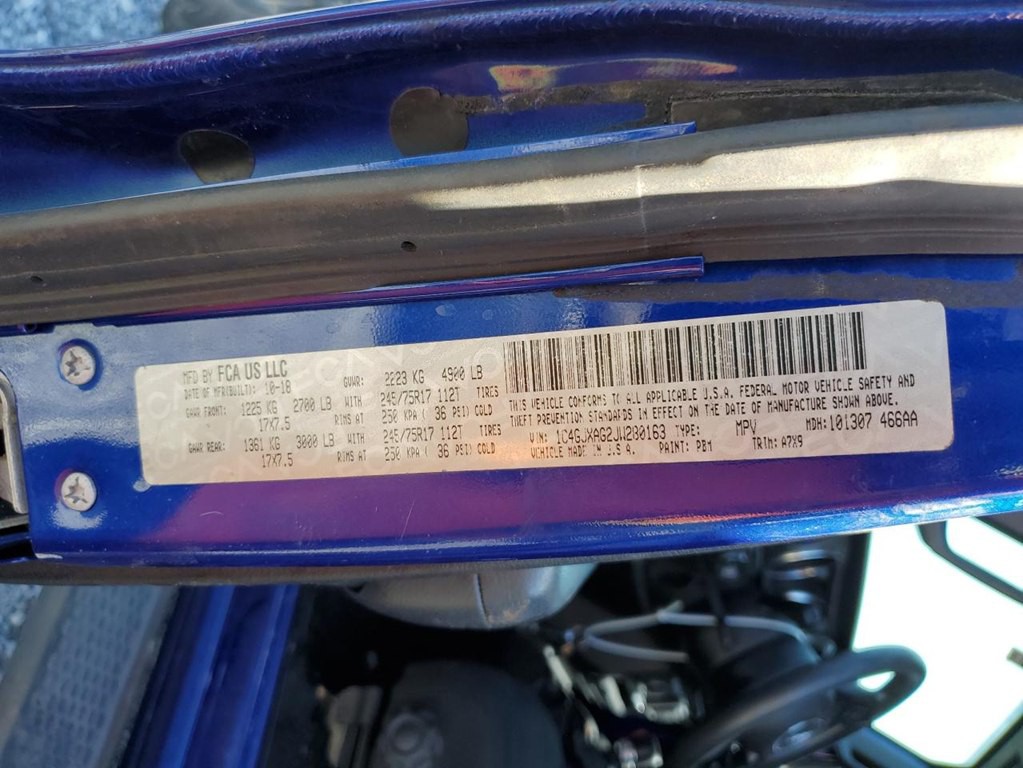 MFD BY FCA US LLC
DATE OF MFR(BUILT): 10-18 GVWR: 2223 KG 4900 LB
GAWR FRONT: 1225 KG 2700 LB 245/75R17 112T TIRES
17X7.5 RIMS AT 250 KPA ( 36 PSI) COLD
GAWR REAR: 1361 KG 3000 LB 245/75R17 112T TIRES
17X7.5 RIMS AT 250 KPA ( 36 PSI) COLD
THIS VEHICLE CONFORMS TO ALL APPLICABLE U.S.A. FEDERAL MOTOR VEHICLE SAFETY AND
THEFT PREVENTION STANDARDS IN EFFECT ON THE DATE OF MANUFACTURE SHOWN ABOVE.
VIN: 1C4GJXAG2JW280163 TYPE: MPV MDH: 101307 466AA
VEHICLE MADE IN U.S.A. PAINT: PBM TRIM: A7X9